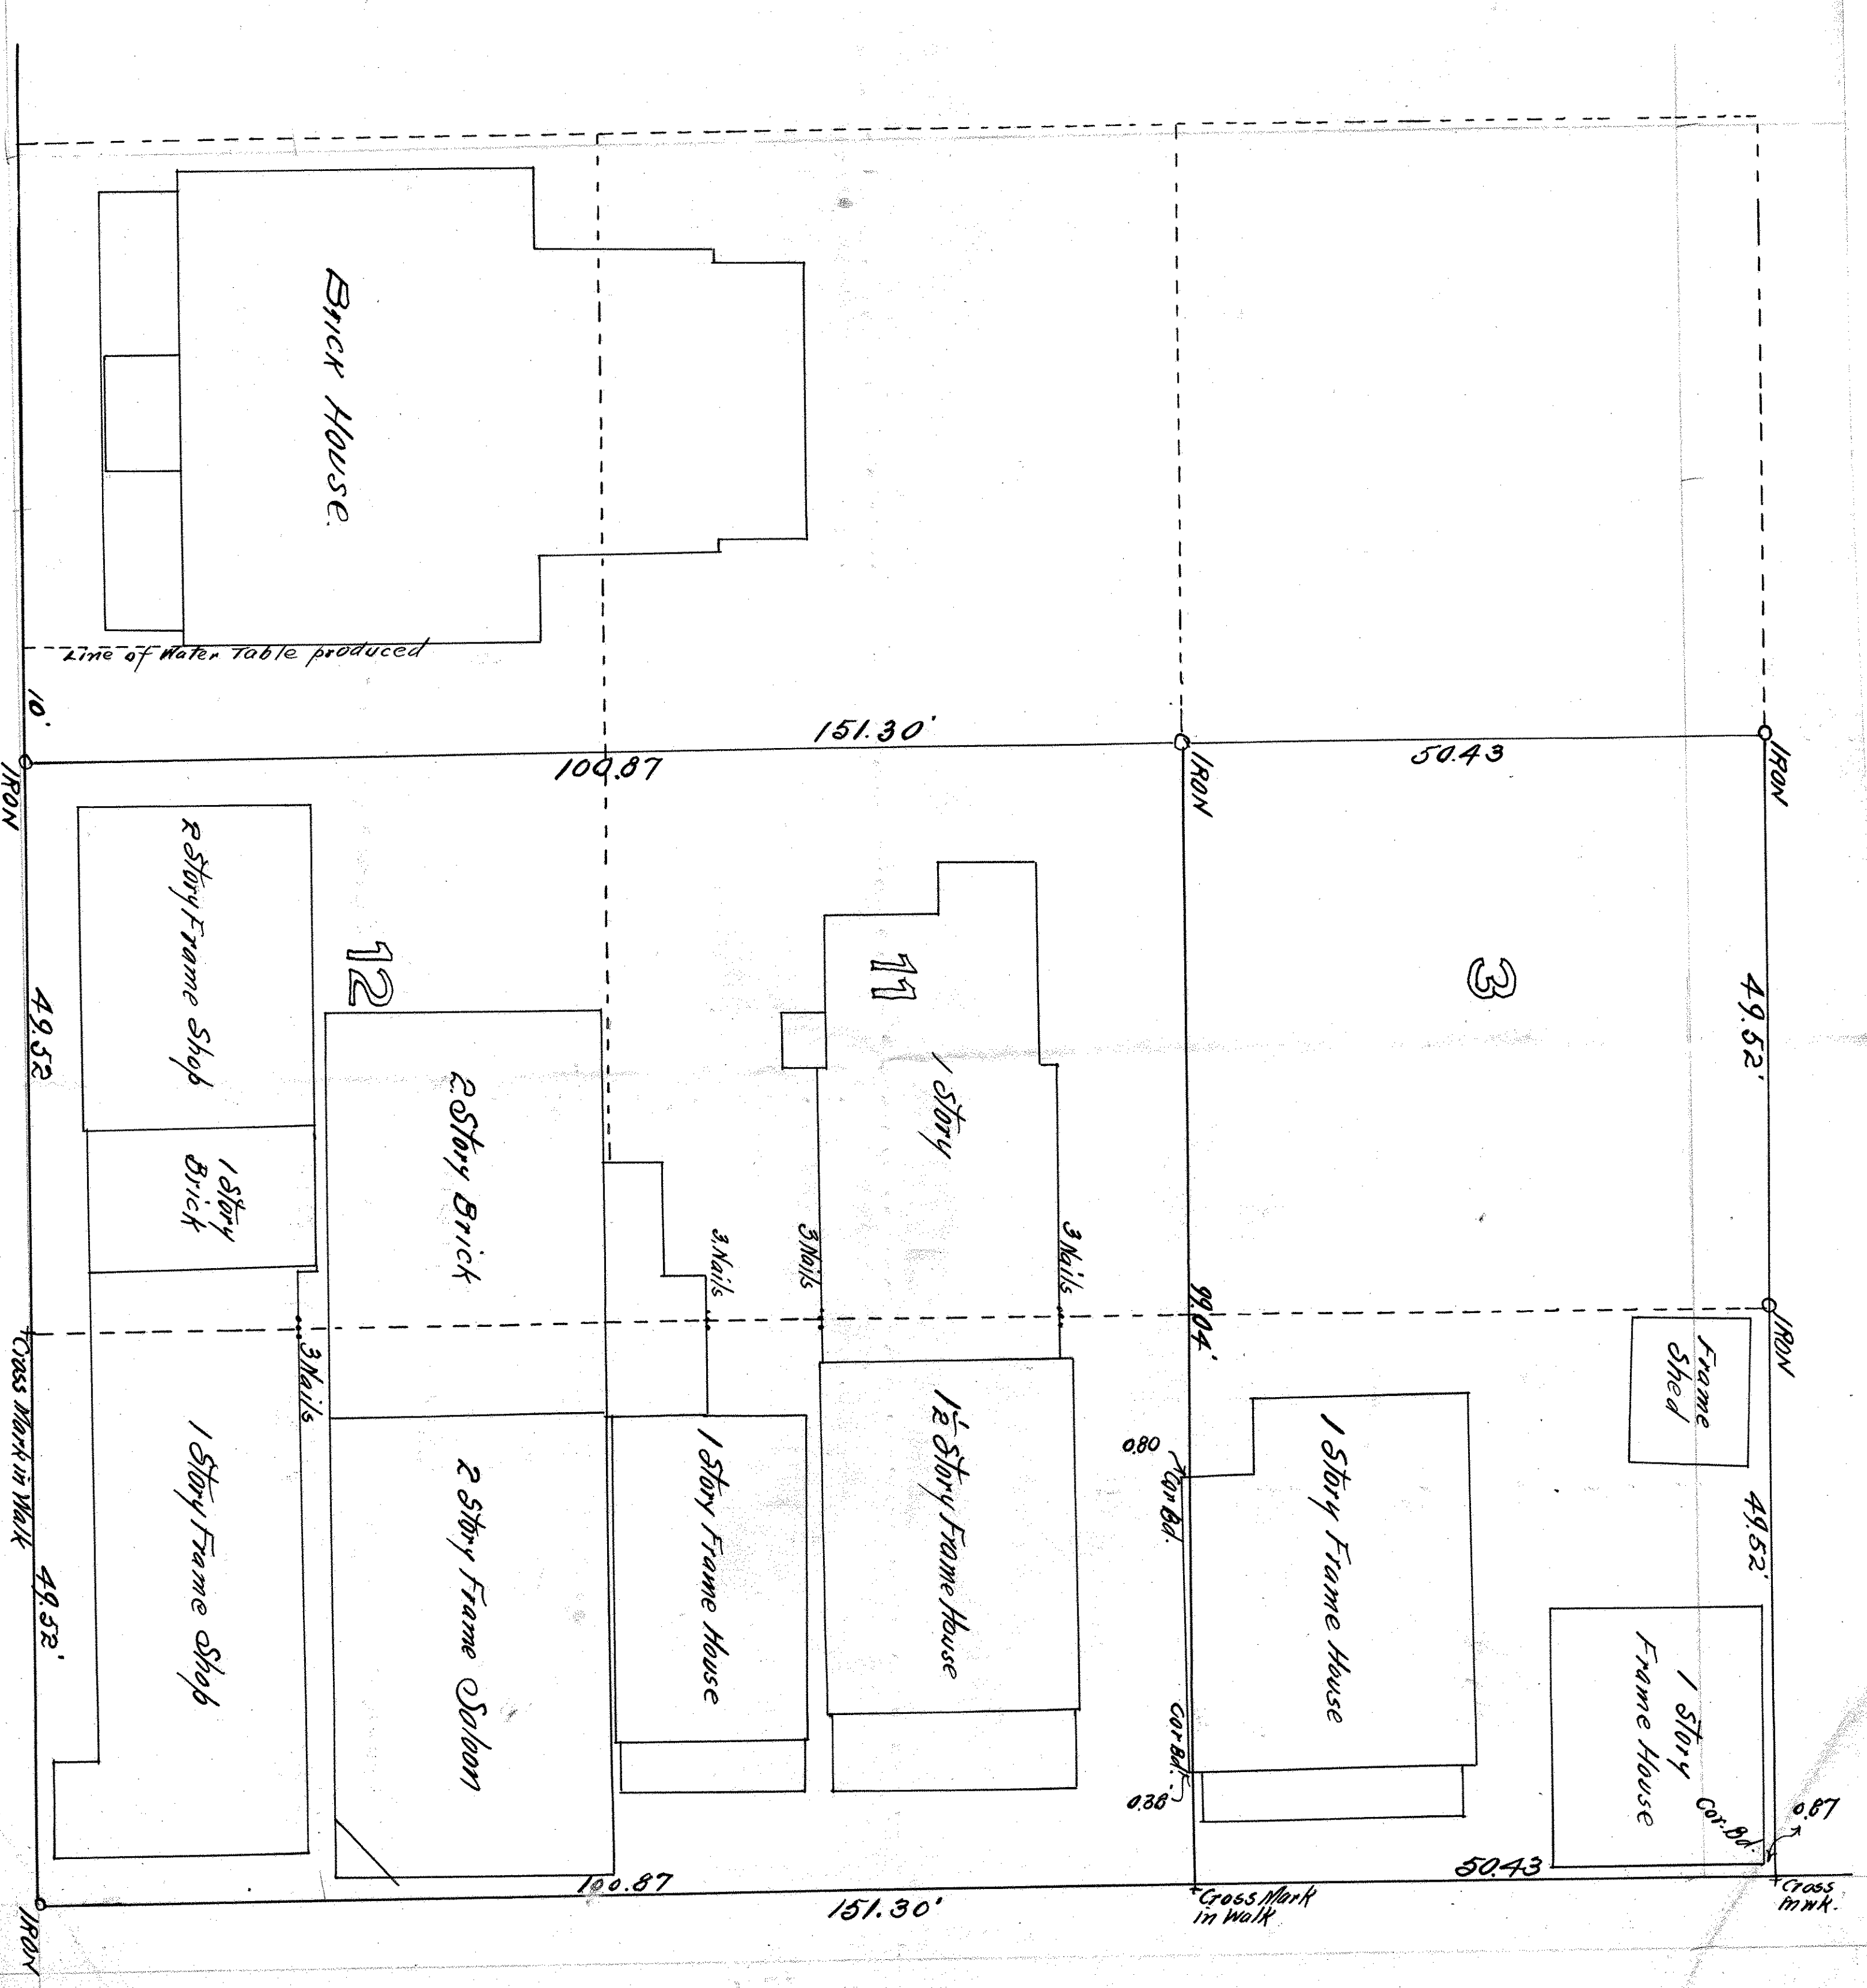 Brick House.
Line of Water Table produced
10'
IRON
151.30'
100.87
IRON
50.43
IRON
2 Story Frame Shop
12
11
3
49.52
49.52'
1 Story
Brick
2 Story Brick
1 Story
3 Nails
3 Nails
3 Nails
3 Nails
99.04'
IRON
Frame
Shed
Cross Mark in Walk
49.52'
49.52'
1 Story Frame Shop
2 Story Frame Saloon
1 Story Frame House
1½ Story Frame House
0.80
Cor Bd.
1 Story Frame House
Cor Bd.
0.38
1 Story
Frame House
Cor. Bd.
0.87
100.87
151.30'
50.43
Cross Mark
in Walk
Cross
m wk.
IRON